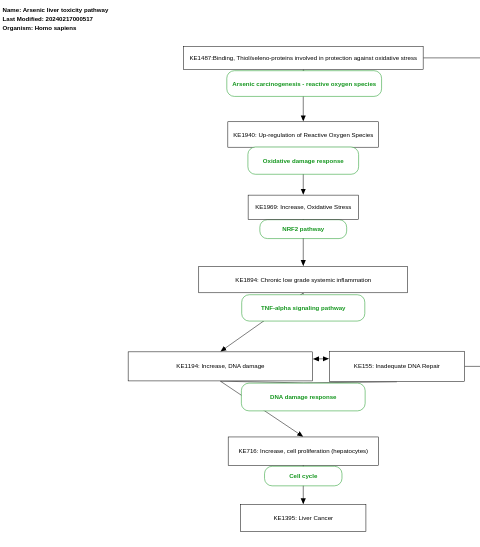 Name: Arsenic liver toxicity pathway
Last Modified: 20240217000517
Organism: Homo sapiens
KE1487:Binding, Thiol/seleno-proteins involved in protection against oxidative stress
Arsenic carcinogenesis - reactive oxygen species
KE1940: Up-regulation of Reactive Oxygen Species
Oxidative damage response
KE1969: Increase, Oxidative Stress
NRF2 pathway
KE1894: Chronic low grade systemic inflammation
TNF-alpha signaling pathway
KE1194: Increase, DNA damage
KE155: Inadequate DNA Repair
DNA damage response
KE716: Increase, cell proliferation (hepatocytes)
Cell cycle
KE1395: Liver Cancer